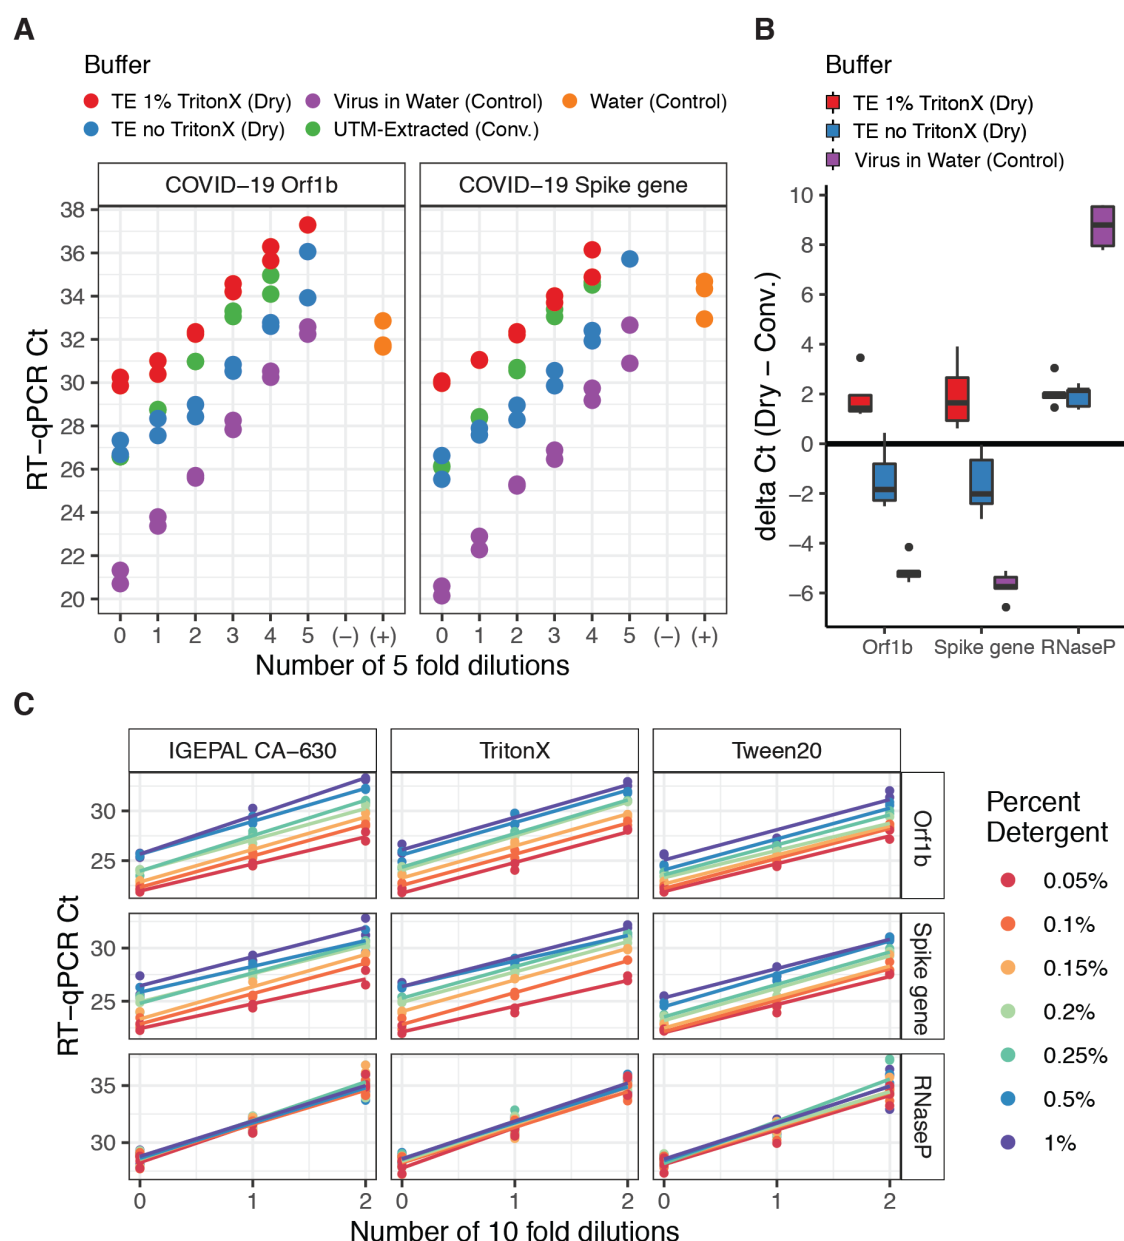 A
Buffer
TE 1% TritonX (Dry)
Virus in Water (Control)
Water (Control)
TE no TritonX (Dry)
UTM−Extracted (Conv.)
COVID−19 Orf1b
COVID−19 Spike gene
RT−qPCR Ct
38
36
34
32
30
28
26
24
22
20
0 1 2 3 4 5 (−) (+)
0 1 2 3 4 5 (−) (+)
Number of 5 fold dilutions
B
Buffer
TE 1% TritonX (Dry)
TE no TritonX (Dry)
Virus in Water (Control)
delta Ct (Dry − Conv.)
10
8
6
4
2
0
−2
−4
−6
Orf1b Spike gene RNaseP
C
IGEPAL CA−630
TritonX
Tween20
RT−qPCR Ct
30
25
Orf1b
30
25
Spike gene
35
30
RNaseP
0 1 2
0 1 2
0 1 2
Number of 10 fold dilutions
Percent
Detergent
0.05%
0.1%
0.15%
0.2%
0.25%
0.5%
1%